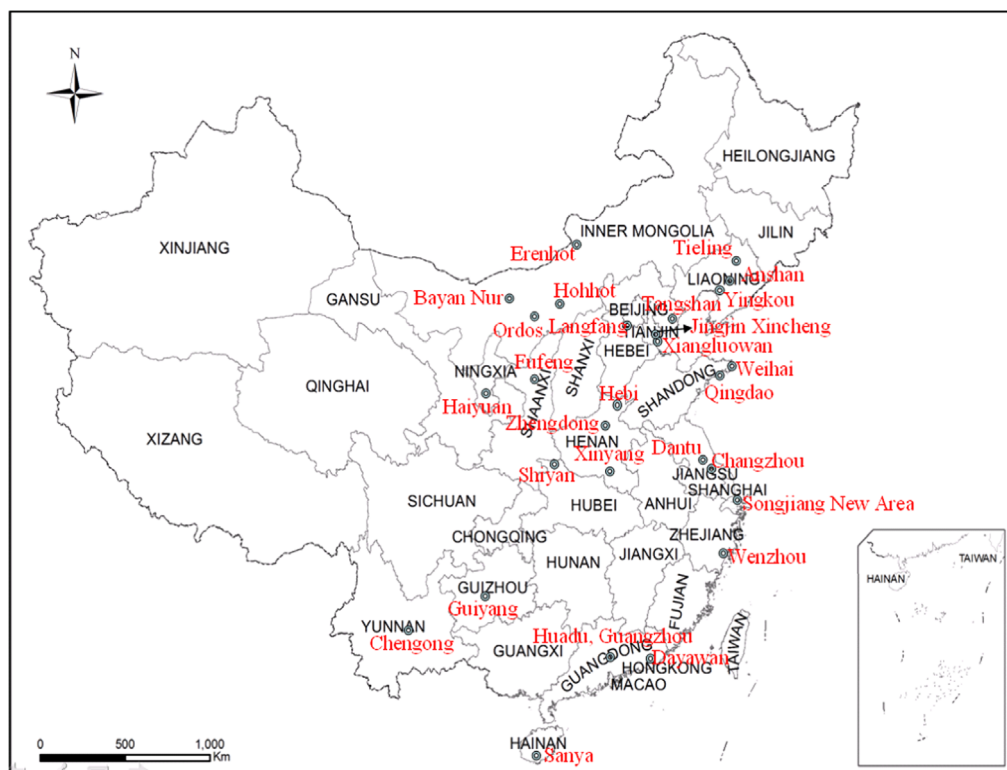 N
HEILONGJIANG
JILIN
INNER MONGOLIA
XINJIANG
Erenhot
Tieling
LIAONING
Anshan
GANSU
Bayan Nur
Hohhot
BEIJING
Tangshan
Yingkou
Ordos
Langfang
TIANJIN
Jingjin Xincheng
HEBEI
Xiangluowan
SHANXI
NINGXIA
Fufeng
SHAANXI
Weihai
QINGHAI
SHANDONG
Qingdao
Haiyuan
Hebi
XIZANG
Zhengdong
HENAN
Dantu
Xinyang
Changzhou
Shiyan
JIANGSU
SICHUAN
SHANGHAI
HUBEI
ANHUI
Songjiang New Area
CHONGQING
ZHEJIANG
HUNAN
JIANGXI
Wenzhou
GUIZHOU
Guiyang
FUJIAN
YUNNAN
Chengong
Huadu, Guangzhou
GUANGXI
GUANGDONG
Dayawan
HONGKONG
MACAO
TAIWAN
HAINAN
Sanya
TAIWAN
HAINAN
0 500 1,000
Km